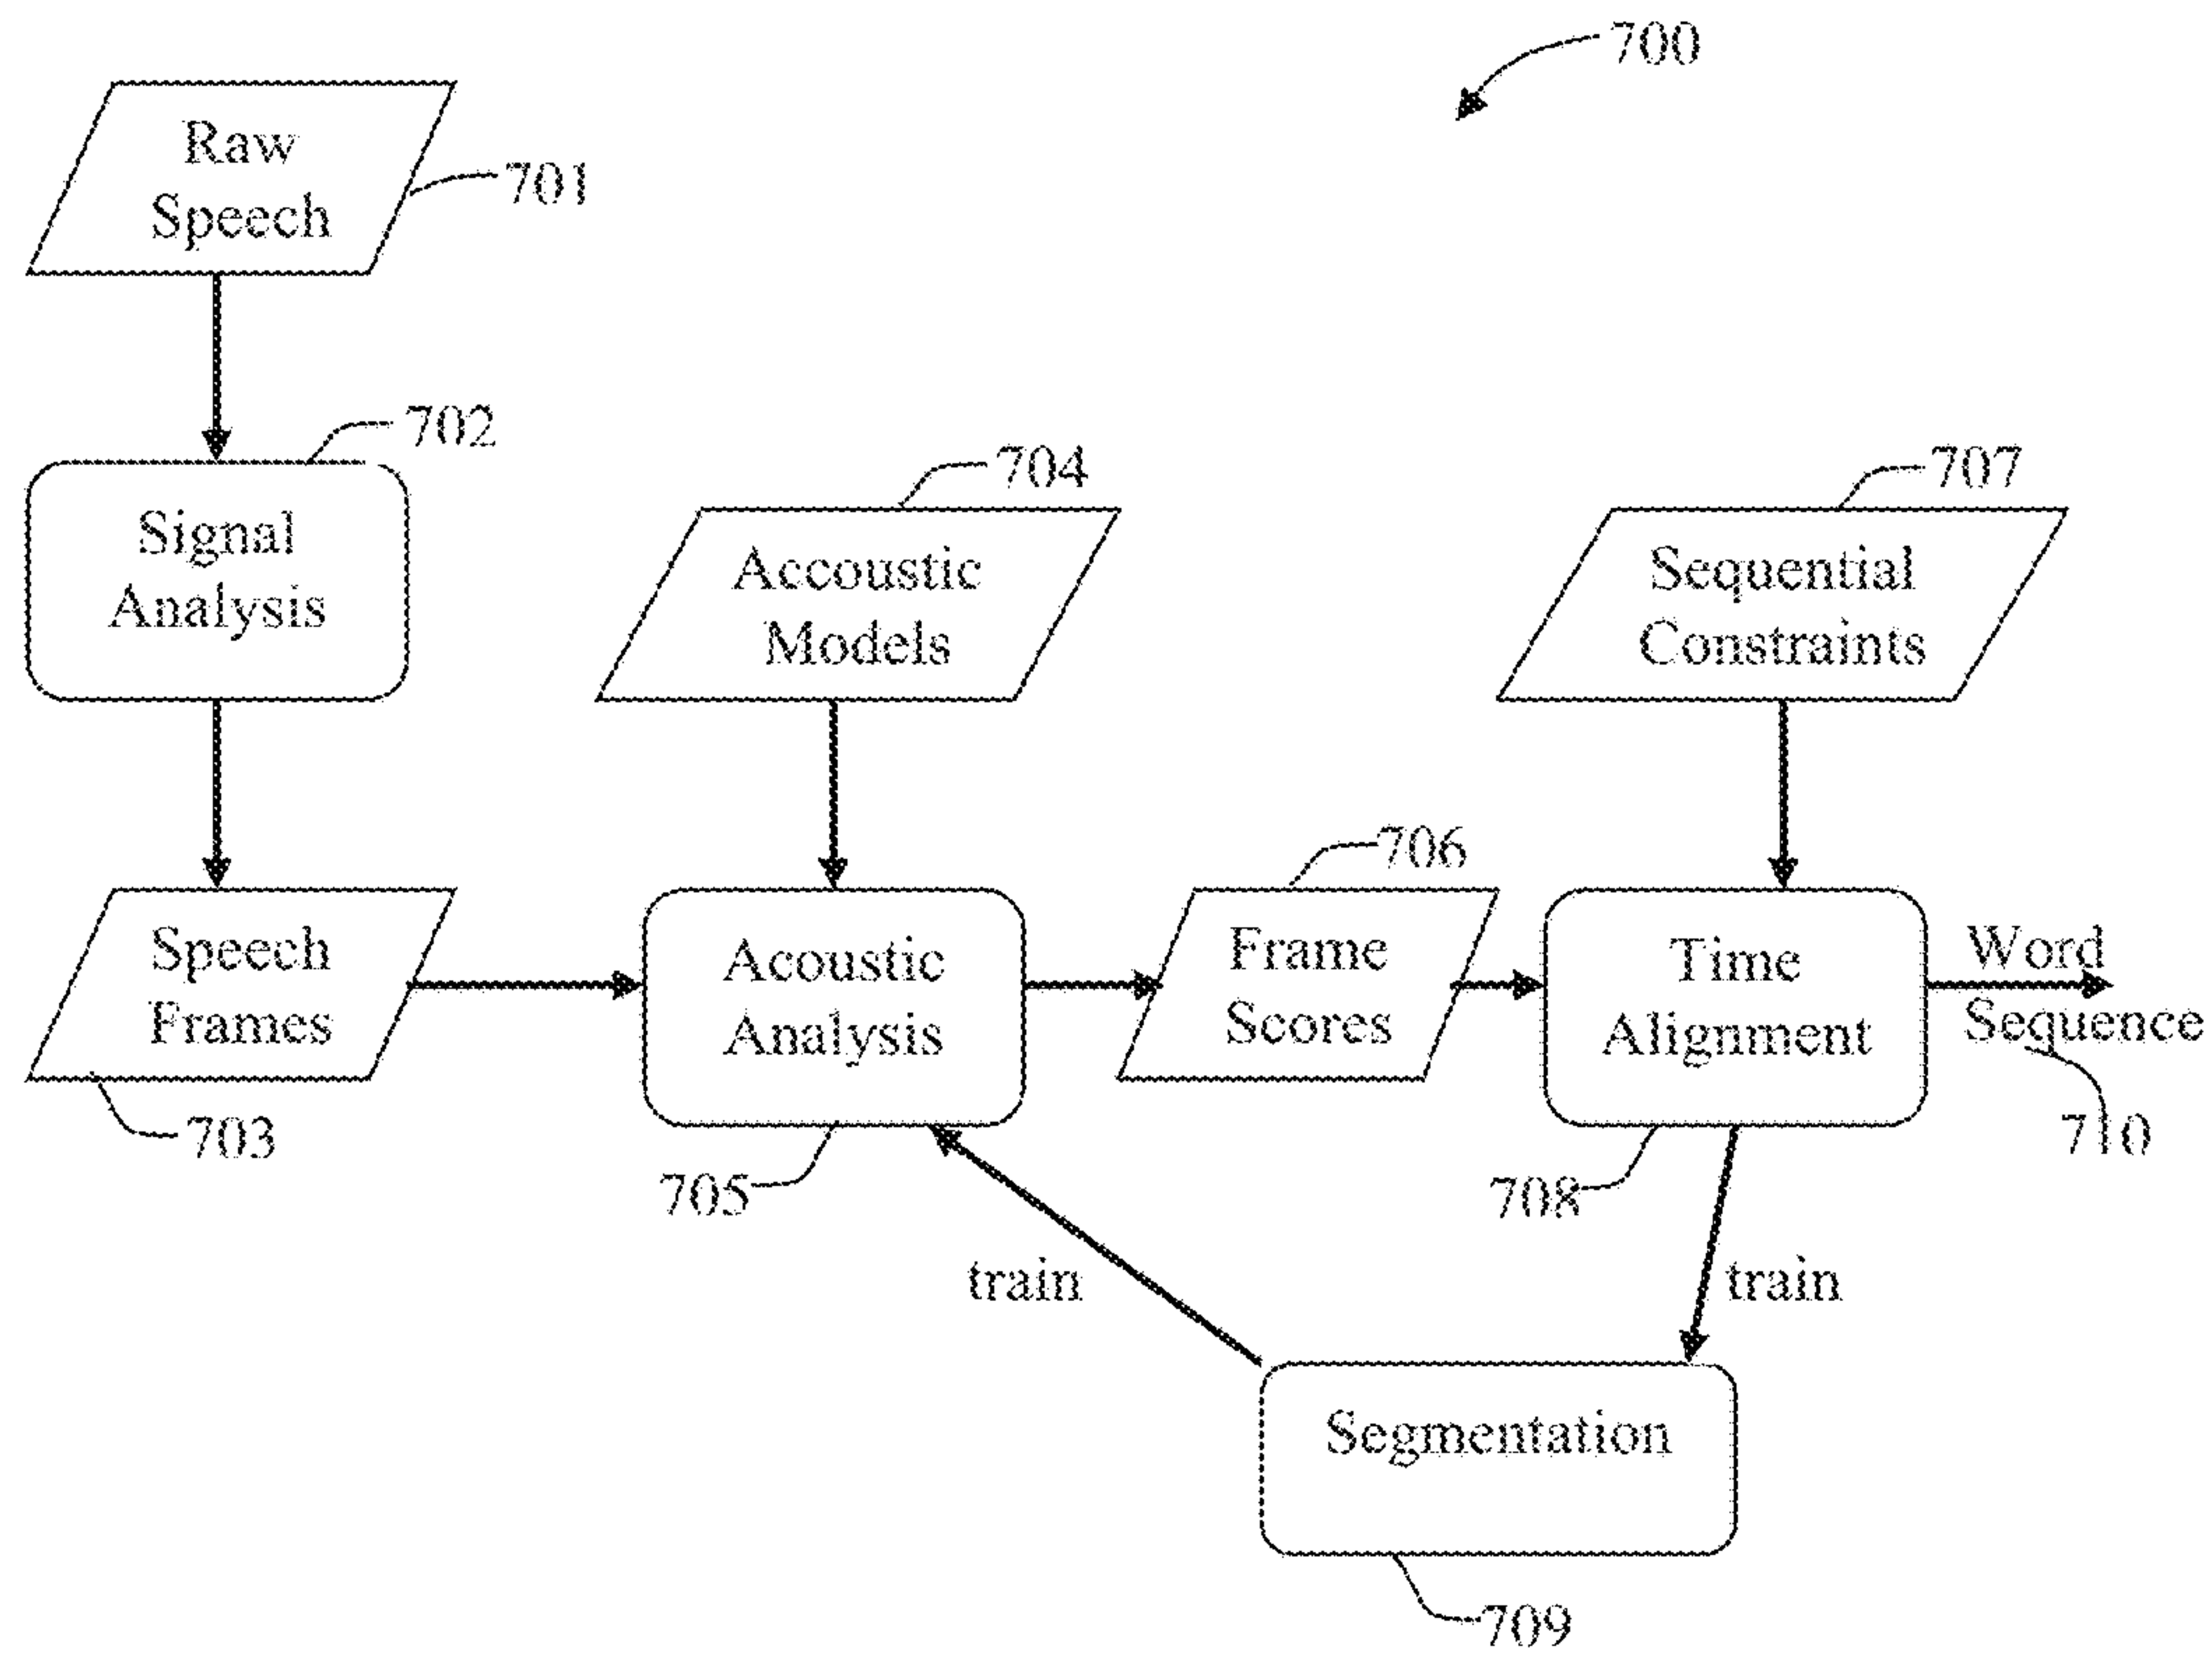 700
Raw
Speech
701
702
Signal
Analysis
704
Accoustic
Models
707
Sequential
Constraints
Speech
Frames
703
Acoustic
Analysis
705
706
Frame
Scores
Time
Alignment
708
Word
Sequence
710
train
train
Segmentation
709